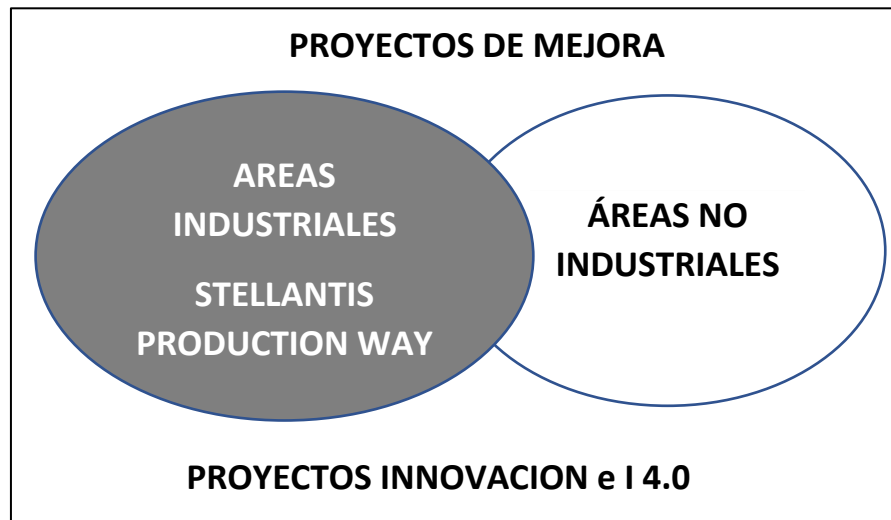 PROYECTOS DE MEJORA
AREAS
INDUSTRIALES
STELLANTIS
PRODUCTION WAY
ÁREAS NO
INDUSTRIALES
PROYECTOS INNOVACION e I 4.0